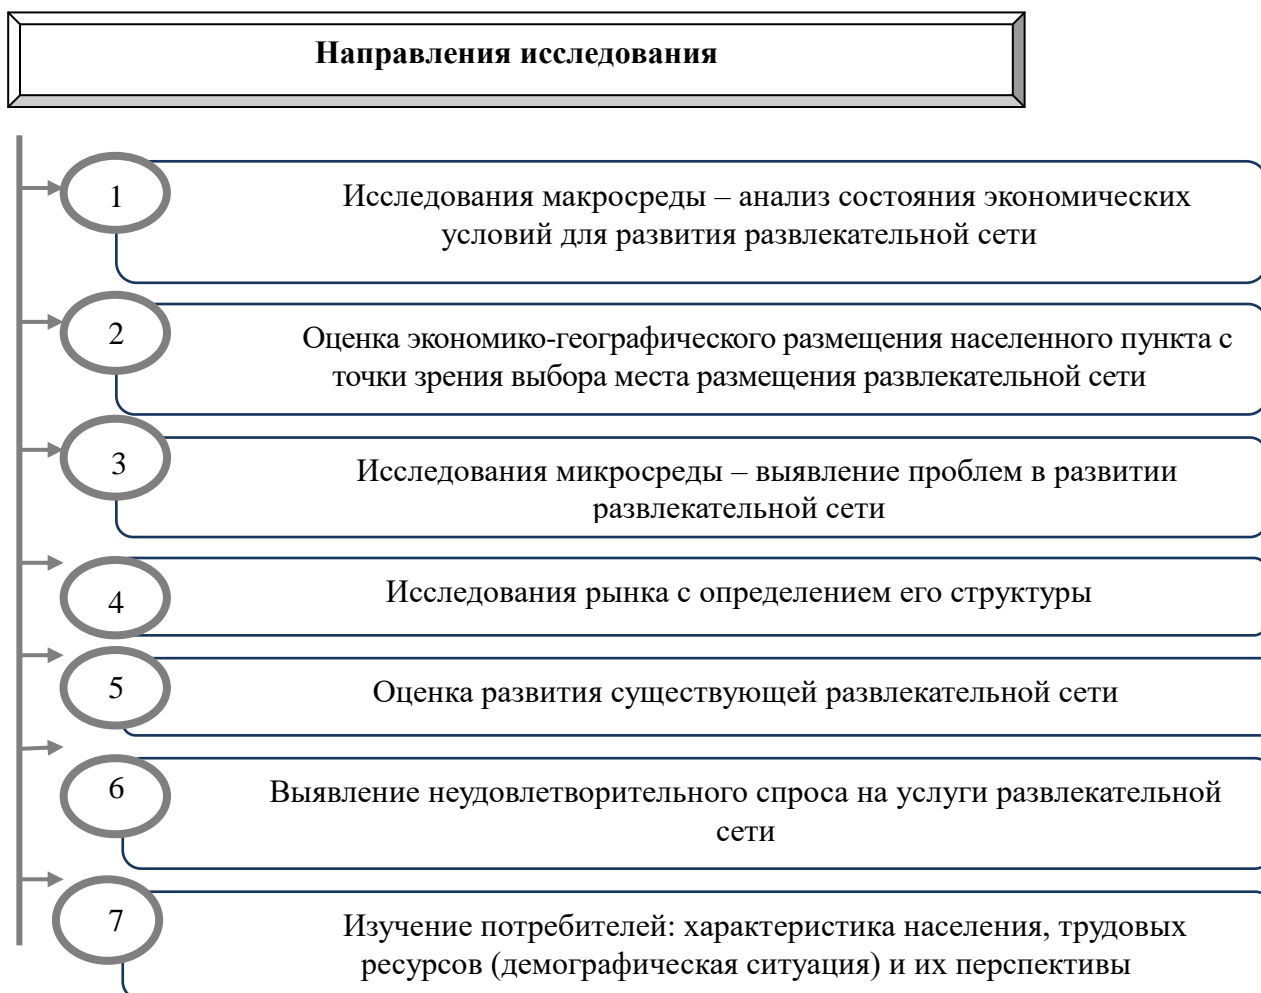 Направления исследования
1
Исследования макросреды – анализ состояния экономических
условий для развития развлекательной сети
2
Оценка экономико-географического размещения населенного пункта с
точки зрения выбора места размещения развлекательной сети
3
Исследования микросреды – выявление проблем в развитии
развлекательной сети
4
Исследования рынка с определением его структуры
5
Оценка развития существующей развлекательной сети
6
Выявление неудовлетворительного спроса на услуги развлекательной
сети
7
Изучение потребителей: характеристика населения, трудовых
ресурсов (демографическая ситуация) и их перспективы